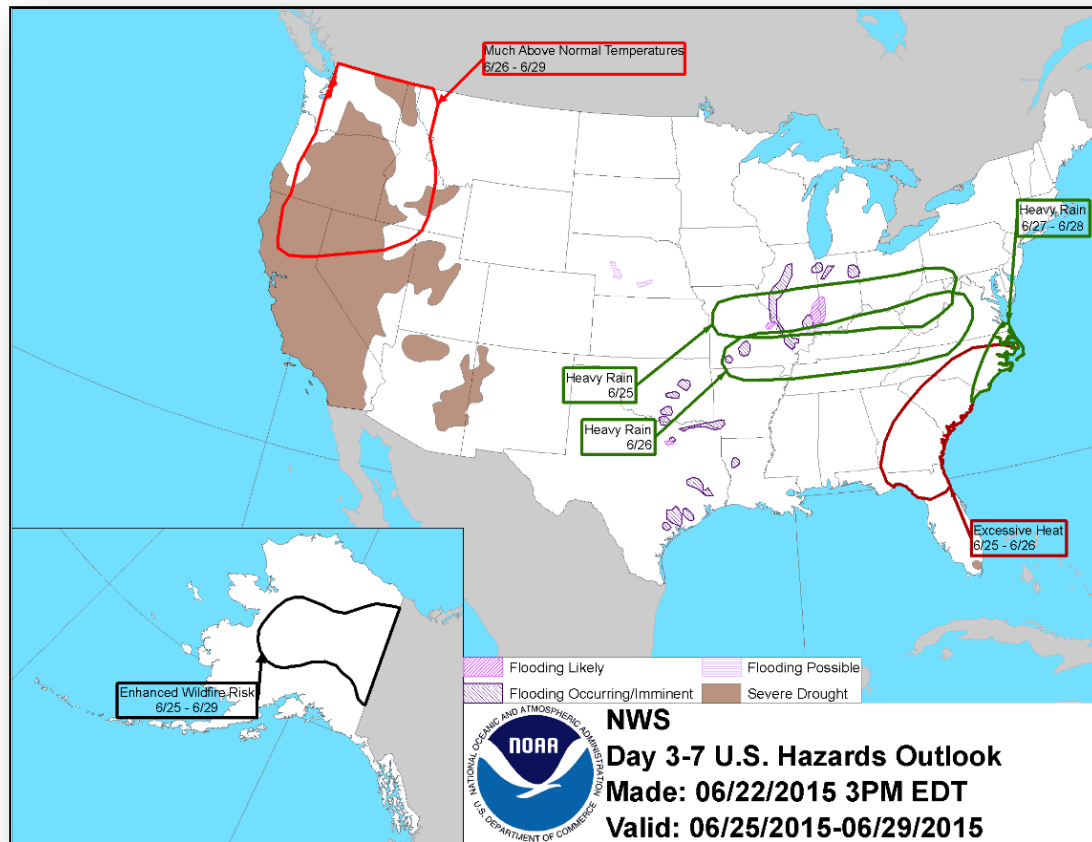 Much Above Normal Temperatures
6/26 - 6/29
Heavy Rain
6/27 - 6/28
Heavy Rain
6/25
Heavy Rain
6/26
Excessive Heat
6/25 - 6/26
Enhanced Wildfire Risk
6/25 - 6/29
Flooding Likely
Flooding Possible
Flooding Occurring/Imminent
Severe Drought
NATIONAL OCEANIC AND ATMOSPHERIC ADMINISTRATION
NOAA
U.S. DEPARTMENT OF COMMERCE
NWS
Day 3-7 U.S. Hazards Outlook
Made: 06/22/2015 3PM EDT
Valid: 06/25/2015-06/29/2015